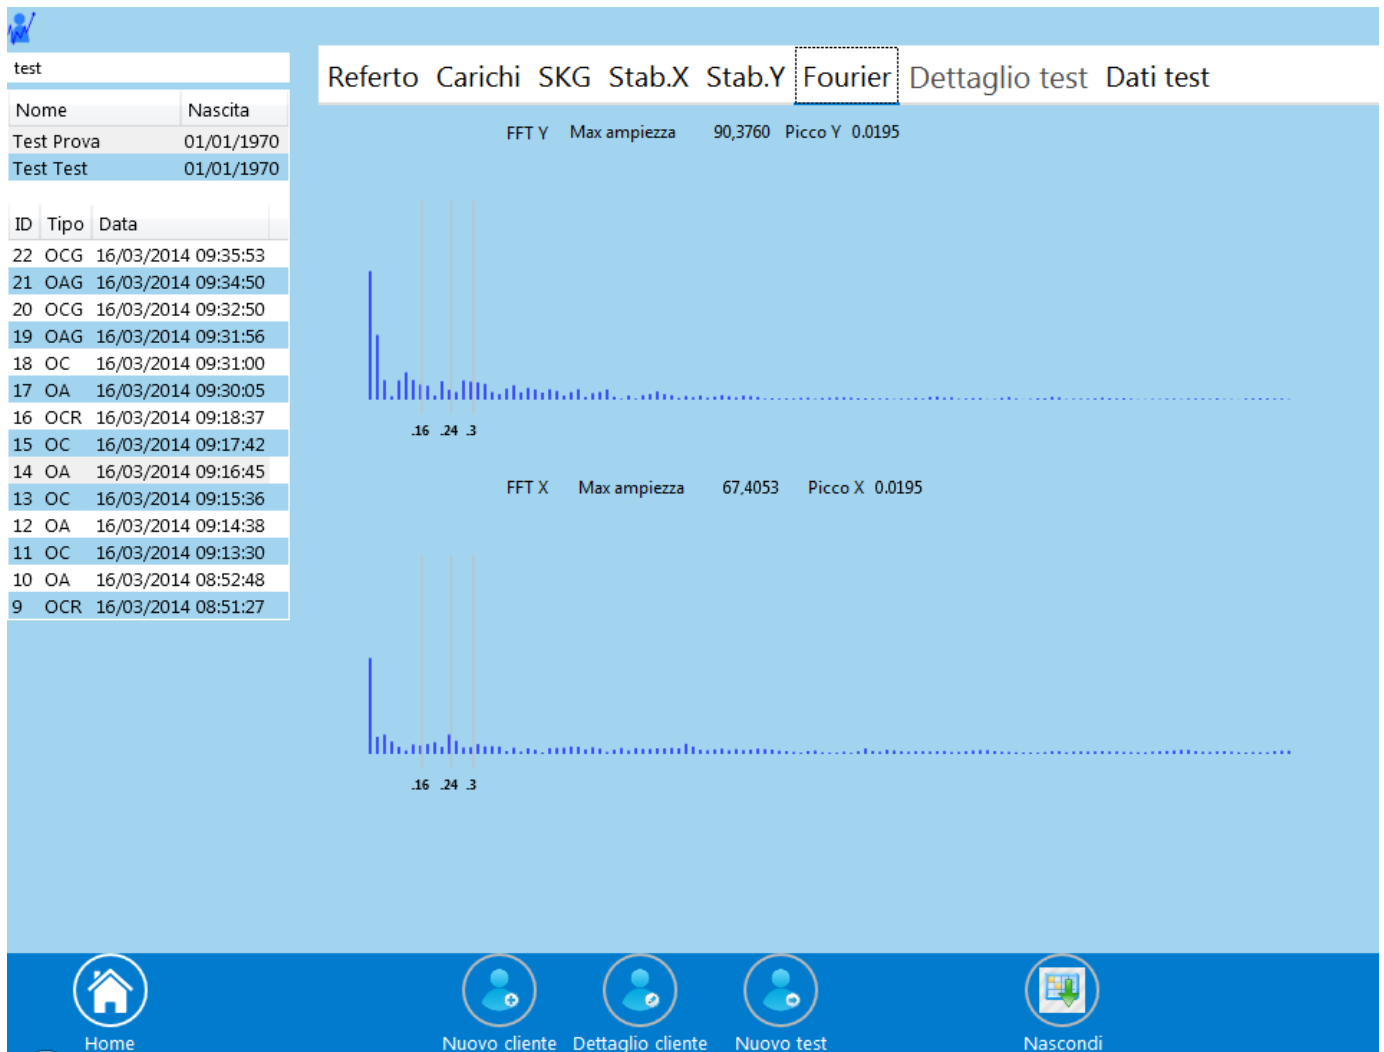 test
Nome Nascita
Test Prova 01/01/1970
Test Test 01/01/1970
ID Tipo Data
22 OCG 16/03/2014 09:35:53
21 OAG 16/03/2014 09:34:50
20 OCG 16/03/2014 09:32:50
19 OAG 16/03/2014 09:31:56
18 OC 16/03/2014 09:31:00
17 OA 16/03/2014 09:30:05
16 OCR 16/03/2014 09:18:37
15 OC 16/03/2014 09:17:42
14 OA 16/03/2014 09:16:45
13 OC 16/03/2014 09:15:36
12 OA 16/03/2014 09:14:38
11 OC 16/03/2014 09:13:30
10 OA 16/03/2014 08:52:48
9 OCR 16/03/2014 08:51:27
Referto Carichi SKG Stab.X Stab.Y Fourier Dettaglio test Dati test
FFT Y Max ampiezza 90,3760 Picco Y 0.0195
.16 .24 .3
FFT X Max ampiezza 67,4053 Picco X 0.0195
.16 .24 .3
Home Nuovo cliente Dettaglio cliente Nuovo test Nascondi